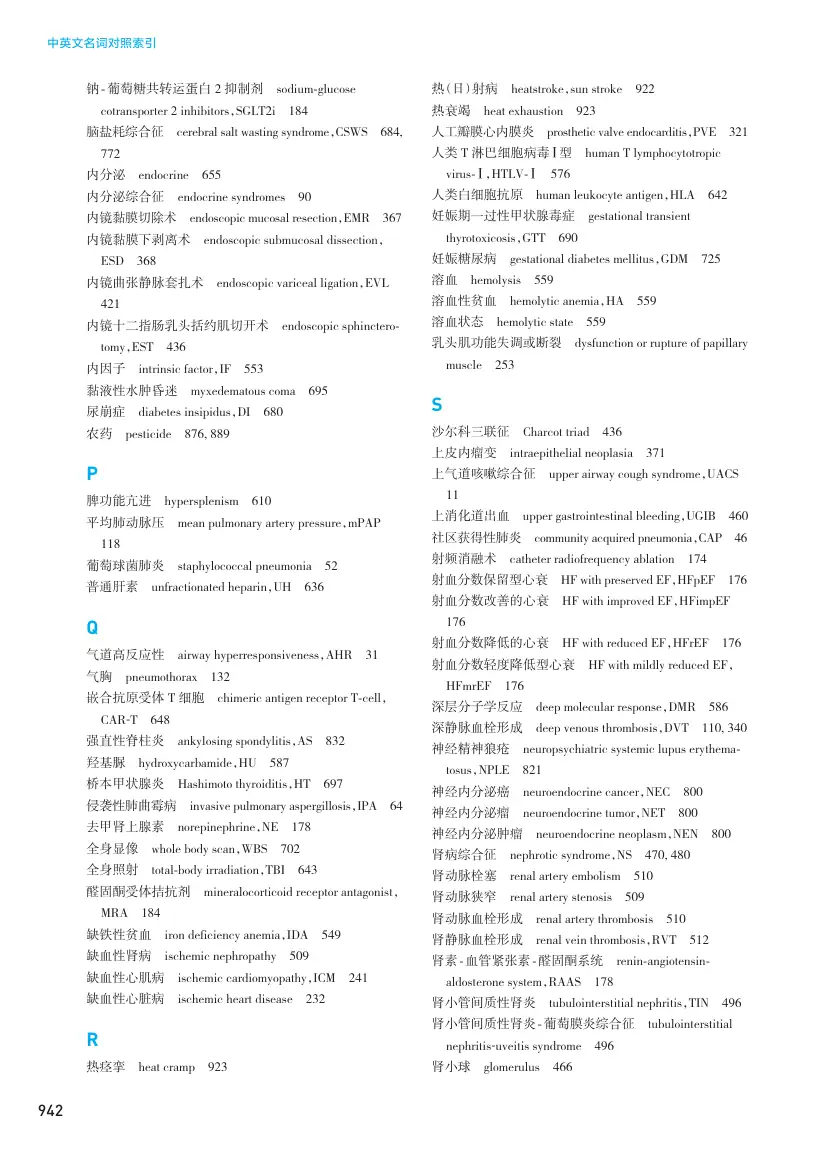 中英文名词对照索引
钠-葡萄糖共转运蛋白 2 抑制剂 sodium-glucose
cotransporter 2 inhibitors,SGLT2i 184
脑盐耗综合征 cerebral salt wasting syndrome,CSWS 684,
772
内分泌 endocrine 655
内分泌综合征 endocrine syndromes 90
内镜黏膜切除术 endoscopic mucosal resection,EMR 367
内镜黏膜下剥离术 endoscopic submucosal dissection,
ESD 368
内镜曲张静脉套扎术 endoscopic variceal ligation,EVL
421
内镜十二指肠乳头括约肌切开术 endoscopic sphinctero-
tomy,EST 436
内因子 intrinsic factor,IF 553
黏液性水肿昏迷 myxedematous coma 695
尿崩症 diabetes insipidus,DI 680
农药 pesticide 876, 889
P
脾功能亢进 hypersplenism 610
平均肺动脉压 mean pulmonary artery pressure,mPAP
118
葡萄球菌肺炎 staphylococcal pneumonia 52
普通肝素 unfractionated heparin,UH 636
Q
气道高反应性 airway hyperresponsiveness,AHR 31
气胸 pneumothorax 132
嵌合抗原受体 T 细胞 chimeric antigen receptor T-cell,
CAR-T 648
强直性脊柱炎 ankylosing spondylitis,AS 832
羟基脲 hydroxycarbamide,HU 587
桥本甲状腺炎 Hashimoto thyroiditis,HT 697
侵袭性肺曲霉病 invasive pulmonary aspergillosis,IPA 64
去甲肾上腺素 norepinephrine,NE 178
全身显像 whole body scan,WBS 702
全身照射 total-body irradiation,TBI 643
醛固酮受体拮抗剂 mineralocorticoid receptor antagonist,
MRA 184
缺铁性贫血 iron deficiency anemia,IDA 549
缺血性肾病 ischemic nephropathy 509
缺血性心肌病 ischemic cardiomyopathy,ICM 241
缺血性心脏病 ischemic heart disease 232
R
热痉挛 heat cramp 923
热(日)射病 heatstroke,sun stroke 922
热衰竭 heat exhaustion 923
人工瓣膜心内膜炎 prosthetic valve endocarditis,PVE 321
人类 T 淋巴细胞病毒Ⅰ型 human T lymphocytotropic
virus-Ⅰ,HTLV-Ⅰ 576
人类白细胞抗原 human leukocyte antigen,HLA 642
妊娠期一过性甲状腺毒症 gestational transient
thyrotoxicosis,GTT 690
妊娠糖尿病 gestational diabetes mellitus,GDM 725
溶血 hemolysis 559
溶血性贫血 hemolytic anemia,HA 559
溶血状态 hemolytic state 559
乳头肌功能失调或断裂 dysfunction or rupture of papillary
muscle 253
S
沙尔科三联征 Charcot triad 436
上皮内瘤变 intraepithelial neoplasia 371
上气道咳嗽综合征 upper airway cough syndrome,UACS
11
上消化道出血 upper gastrointestinal bleeding,UGIB 460
社区获得性肺炎 community acquired pneumonia,CAP 46
射频消融术 catheter radiofrequency ablation 174
射血分数保留型心衰 HF with preserved EF,HFpEF 176
射血分数改善的心衰 HF with improved EF,HFimpEF
176
射血分数降低的心衰 HF with reduced EF,HFrEF 176
射血分数轻度降低型心衰 HF with mildly reduced EF,
HFmrEF 176
深层分子学反应 deep molecular response,DMR 586
深静脉血栓形成 deep venous thrombosis,DVT 110, 340
神经精神狼疮 neuropsychiatric systemic lupus erythema-
tosus,NPLE 821
神经内分泌癌 neuroendocrine cancer,NEC 800
神经内分泌瘤 neuroendocrine tumor,NET 800
神经内分泌肿瘤 neuroendocrine neoplasm,NEN 800
肾病综合征 nephrotic syndrome,NS 470, 480
肾动脉栓塞 renal artery embolism 510
肾动脉狭窄 renal artery stenosis 509
肾动脉血栓形成 renal artery thrombosis 510
肾静脉血栓形成 renal vein thrombosis,RVT 512
肾素-血管紧张素-醛固酮系统 renin-angiotensin-
aldosterone system,RAAS 178
肾小管间质性肾炎 tubulointerstitial nephritis,TIN 496
肾小管间质性肾炎-葡萄膜炎综合征 tubulointerstitial
nephritis-uveitis syndrome 496
肾小球 glomerulus 466
942